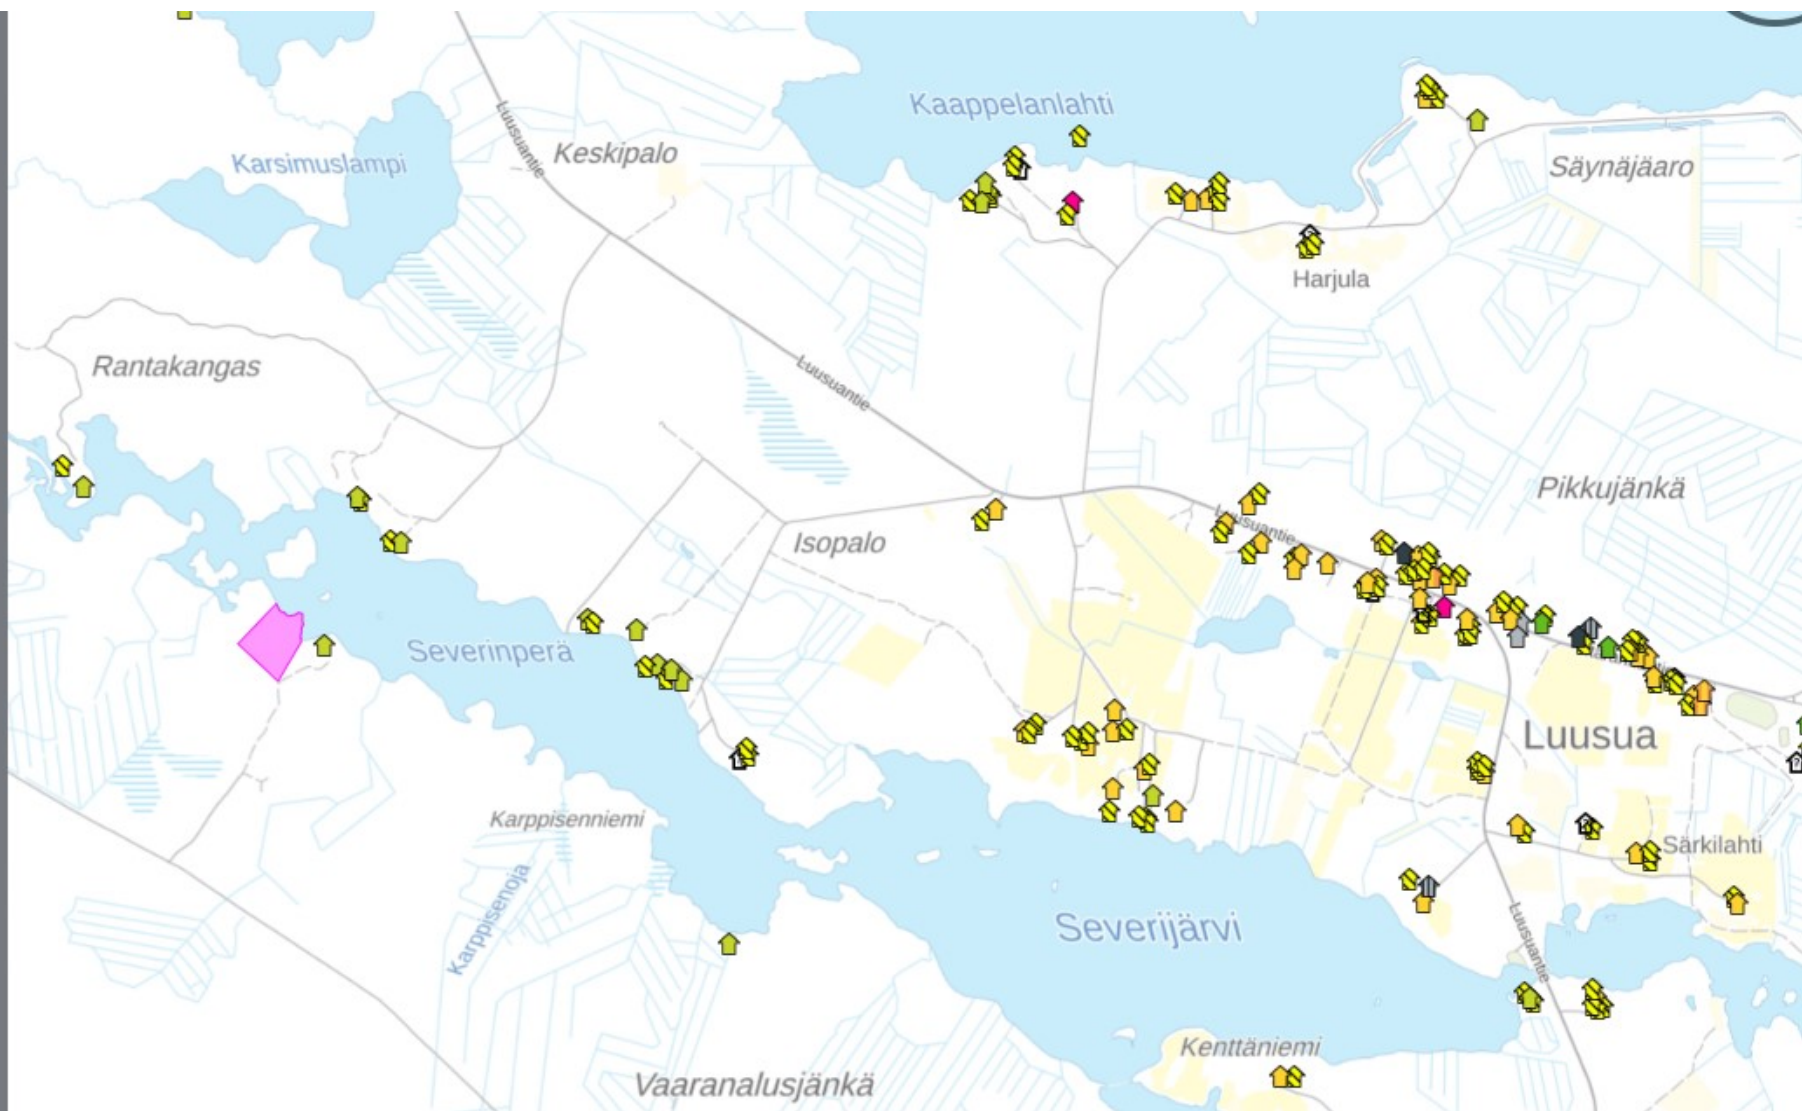 Kaappelanlahti
Luusuantie
Keskipalo
Karsimuslampi
Säynäjäaro
Harjula
Rantakangas
Luusuantie
Pikkujänkä
Luusuantie
Isopalo
Severinperä
Luusua
Karppisenniemi
Särkilahti
Karppisenoja
Severijärvi
Luusuantie
Kenttäniemi
Vaaranalusjänkä